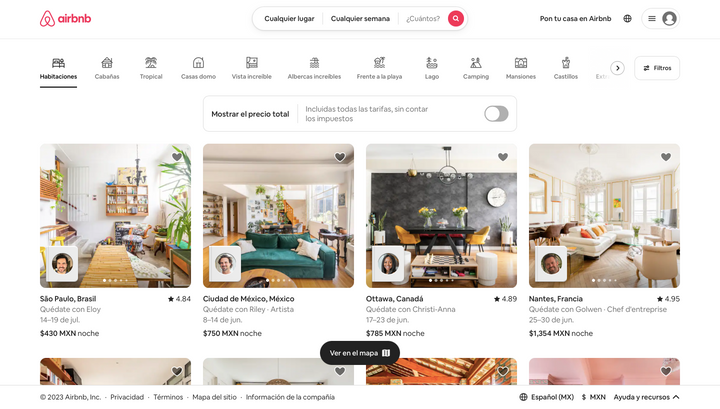 airbnb
Cualquier lugar
Cualquier semana
¿Cuántos?
Pon tu casa en Airbnb
Habitaciones
Cabañas
Tropical
Casas domo
Vista increíble
Albercas increíbles
Frente a la playa
Lago
Camping
Mansiones
Castillos
Filtros
Mostrar el precio total
Incluidas todas las tarifas, sin contar
los impuestos
São Paulo, Brasil
4.84
Quédate con Eloy
14–19 de jul.
$430 MXN noche
Ciudad de México, México
Quédate con Riley · Artista
8–14 de jun.
$750 MXN noche
Ottawa, Canadá
4.89
Quédate con Christi-Anna
17–23 de jun.
$785 MXN noche
Nantes, Francia
4.95
Quédate con Golwen · Chef d'entreprise
25–30 de jun.
$1,354 MXN noche
Ver en el mapa
© 2023 Airbnb, Inc. · Privacidad · Términos · Mapa del sitio · Información de la compañía
Español (MX)
$ MXN
Ayuda y recursos